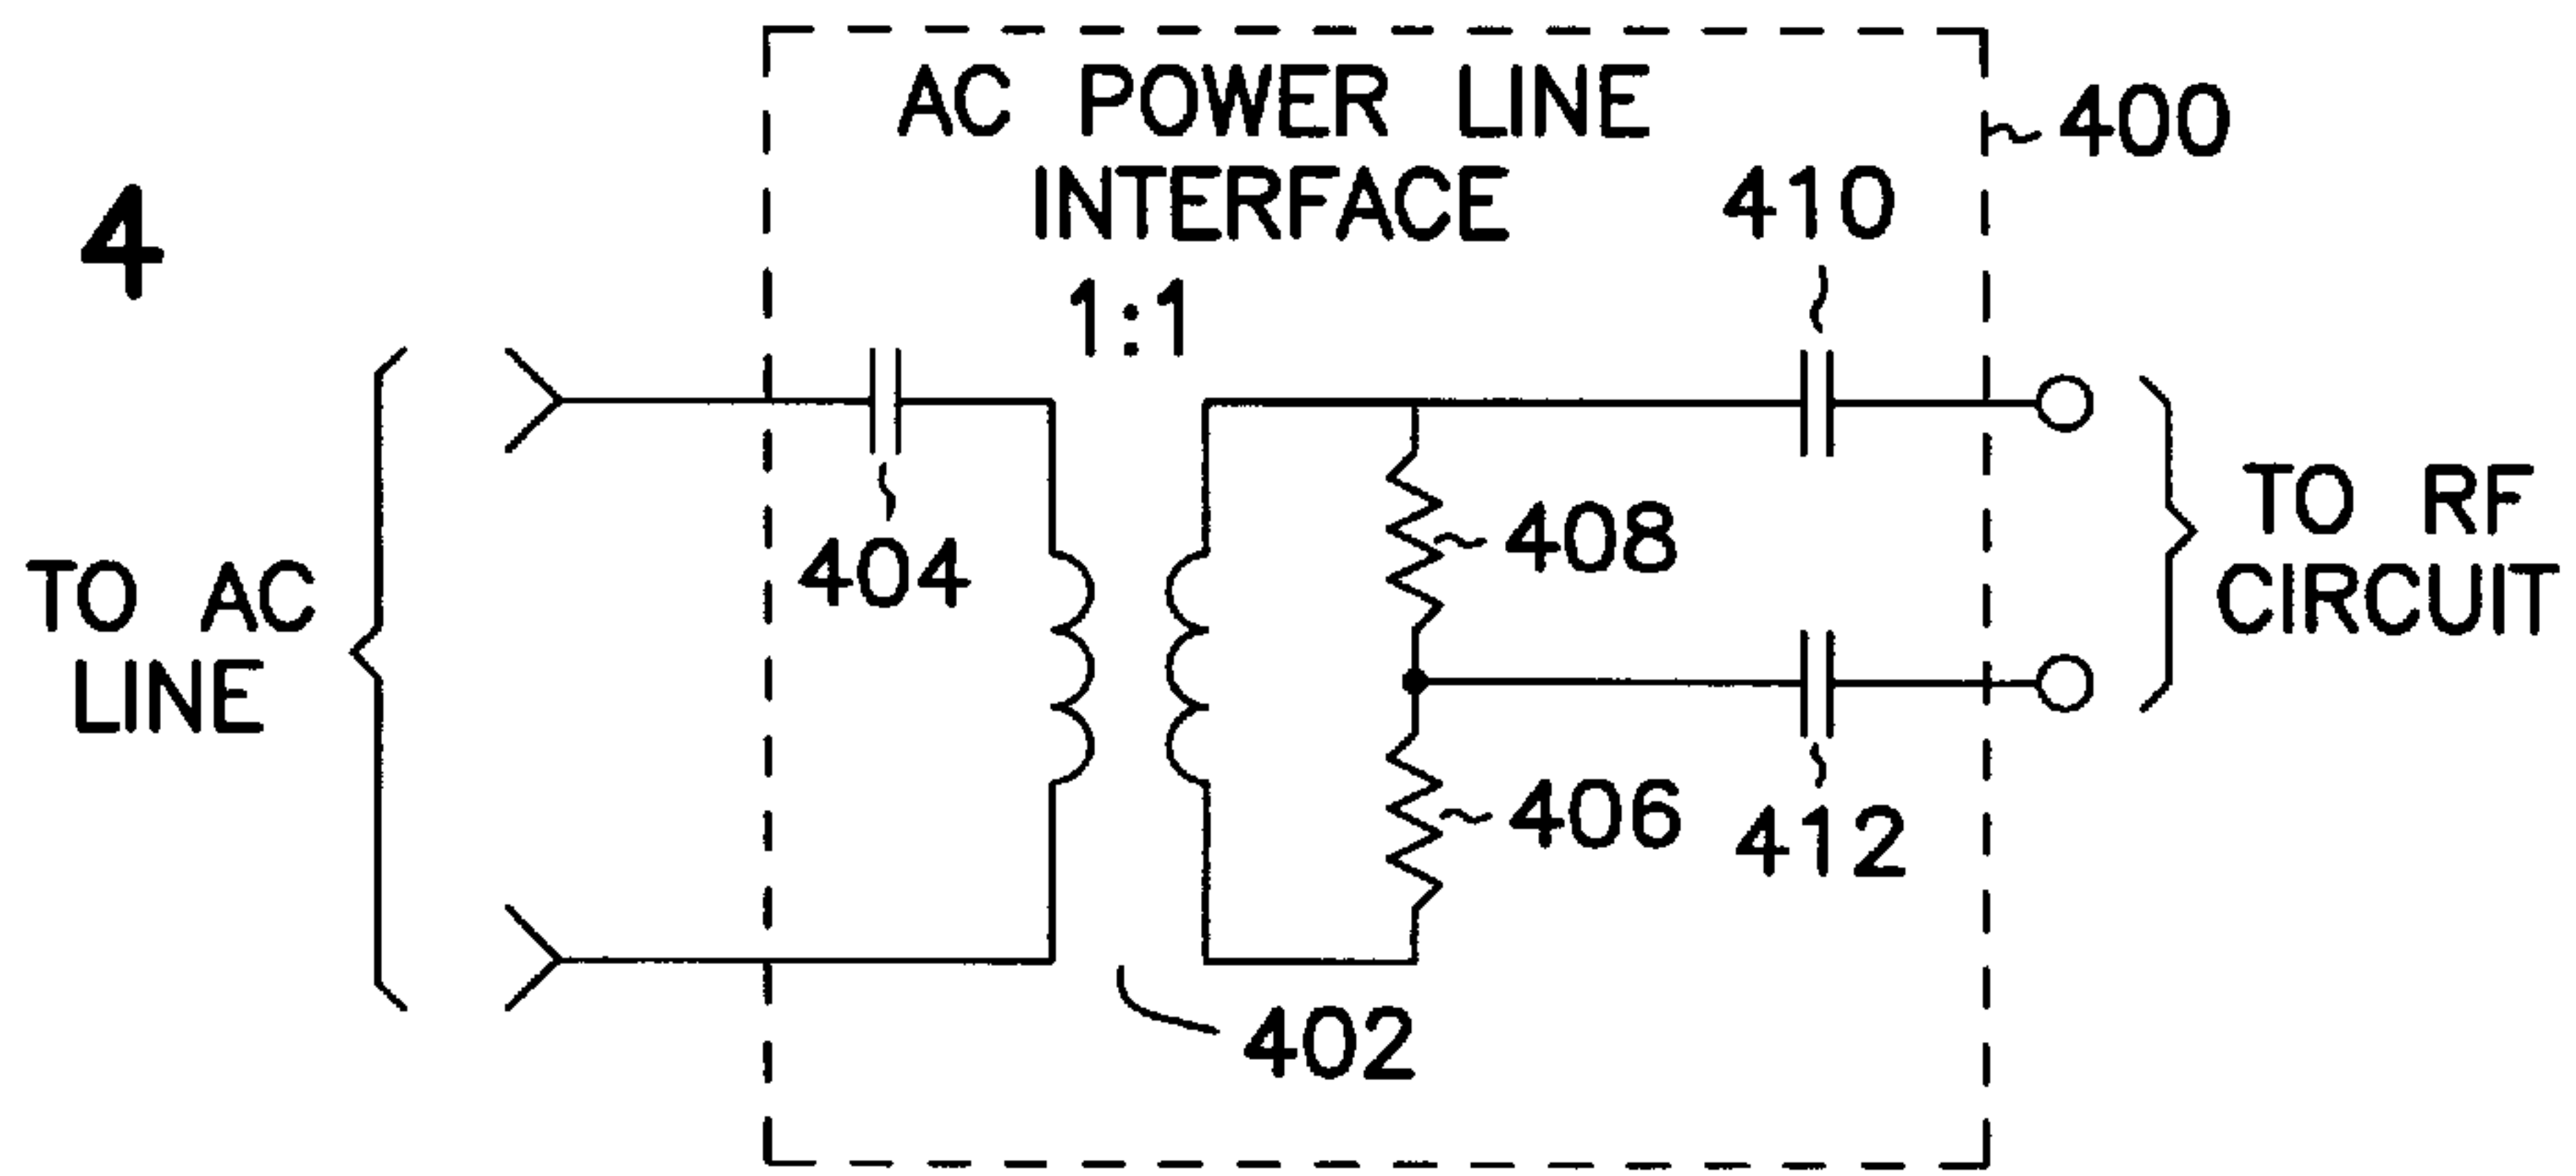 4
AC POWER LINE
INTERFACE
1:1
400
410
404
408
TO AC
LINE
TO RF
CIRCUIT
406
412
402